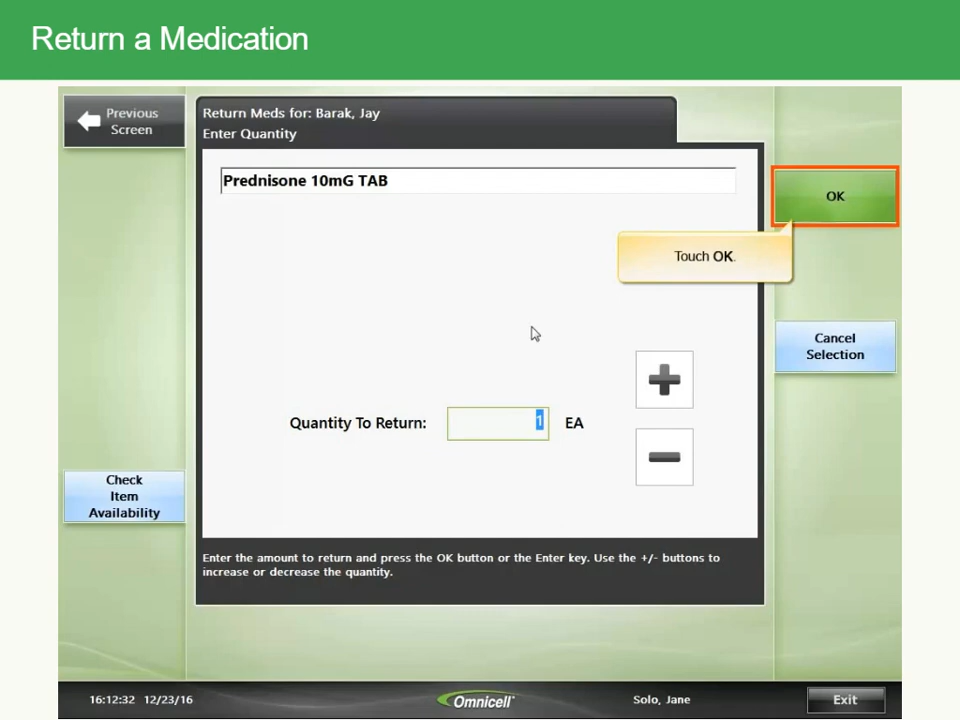 Return a Medication
Previous
Screen
Return Meds for: Barak, Jay
Enter Quantity
Prednisone 10mG TAB
OK
Touch OK.
Cancel
Selection
Quantity To Return: 1 EA
Check
Item
Availability
Enter the amount to return and press the OK button or the Enter key. Use the +/- buttons to
increase or decrease the quantity.
16:12:32 12/23/16
Omnicell
Solo, Jane
Exit